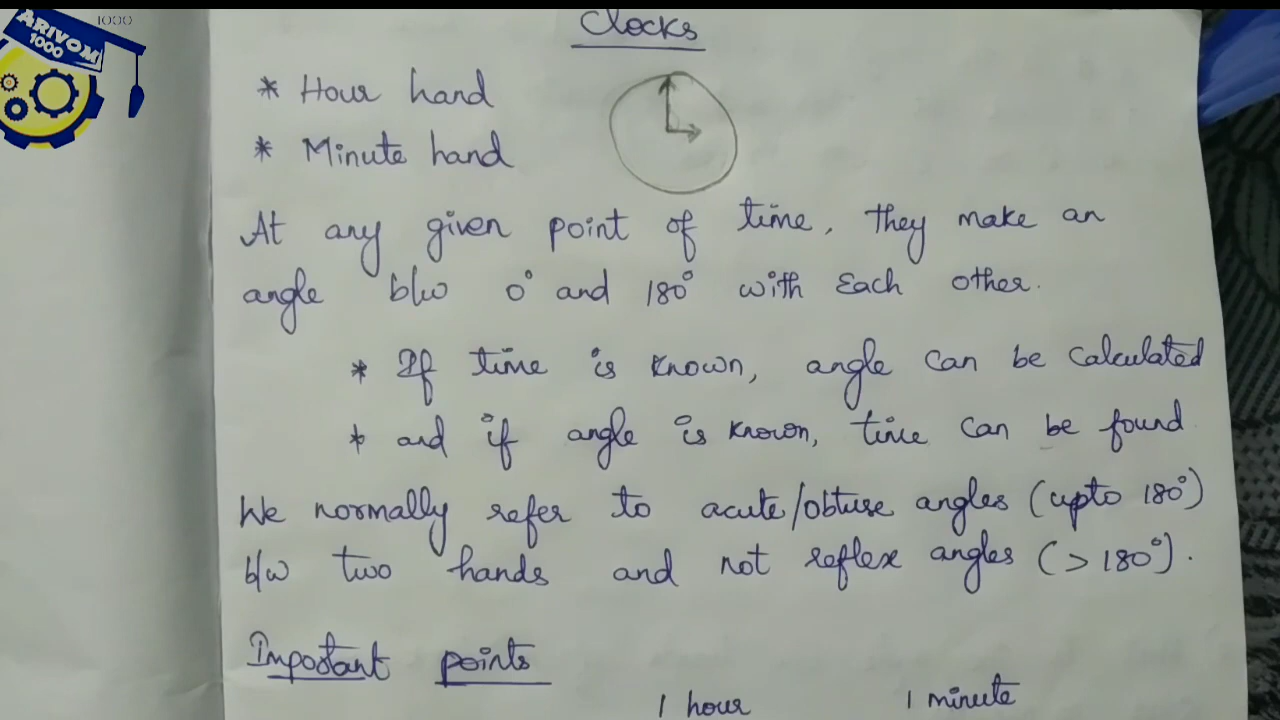 1000
ARIVOM
1000
Clocks
* Hour hand
* Minute hand
At any given point of time, they make an
angle b/w 0° and 180° with each other.
* If time is known, angle can be calculated
* and if angle is known, time can be found
We normally refer to acute/obtuse angles (upto 180°)
b/w two hands and not reflex angles (> 180°).
Important points
1 hour 1 minute